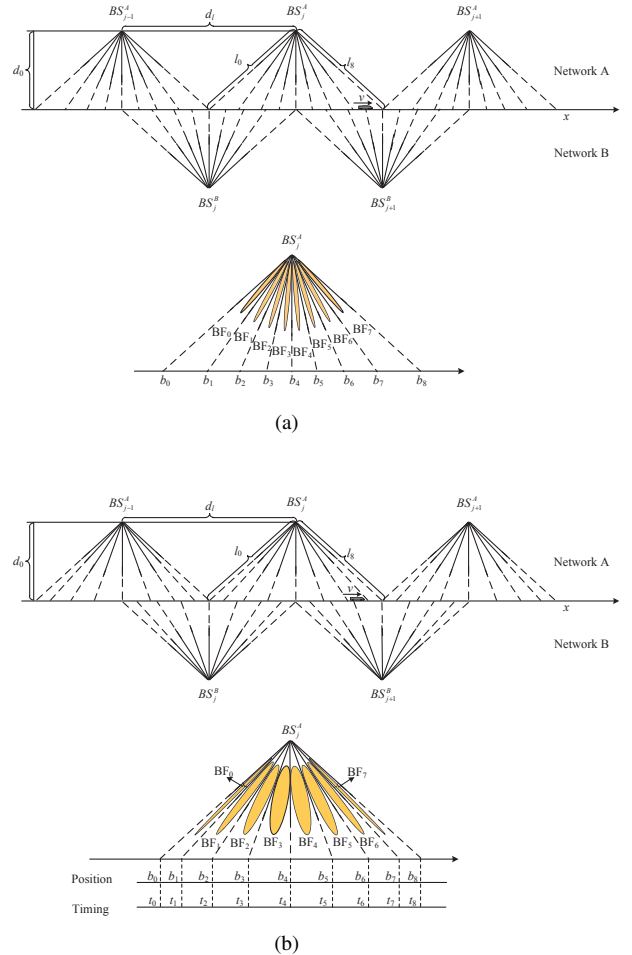 BS^A_{j-1} d_l BS^A_j BS^A_{j+1}
d_0 l_0 l_8 Network A
v
x
Network B
BS^B_j BS^B_{j+1}
BS^A_j
BF_0 BF_1 BF_2 BF_3 BF_4 BF_5 BF_6 BF_7
b_0 b_1 b_2 b_3 b_4 b_5 b_6 b_7 b_8
(a)
BS^A_{j-1} d_l BS^A_j BS^A_{j+1}
d_0 l_0 l_8 Network A
v
x
Network B
BS^B_j BS^B_{j+1}
BS^A_j
BF_0 BF_7
BF_1 BF_2 BF_3 BF_4 BF_5 BF_6
Position b_0 b_1 b_2 b_3 b_4 b_5 b_6 b_7 b_8
Timing t_0 t_1 t_2 t_3 t_4 t_5 t_6 t_7 t_8
(b)